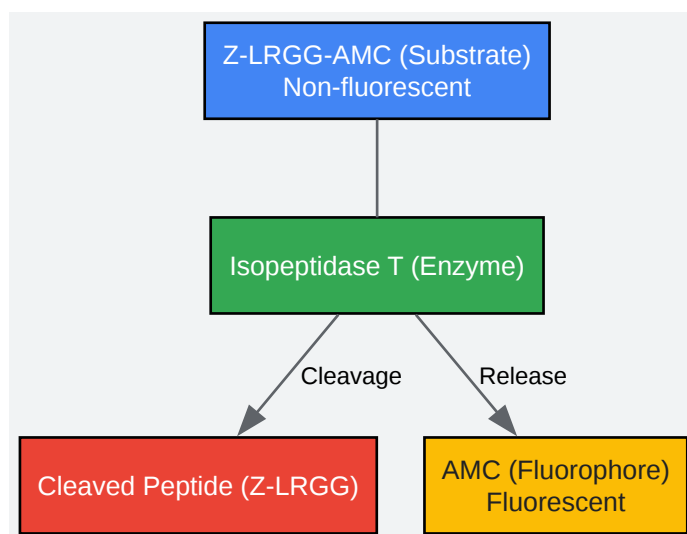 Z-LRGG-AMC (Substrate)
Non-fluorescent
Isopeptidase T (Enzyme)
Cleavage
Release
Cleaved Peptide (Z-LRGG)
AMC (Fluorophore)
Fluorescent